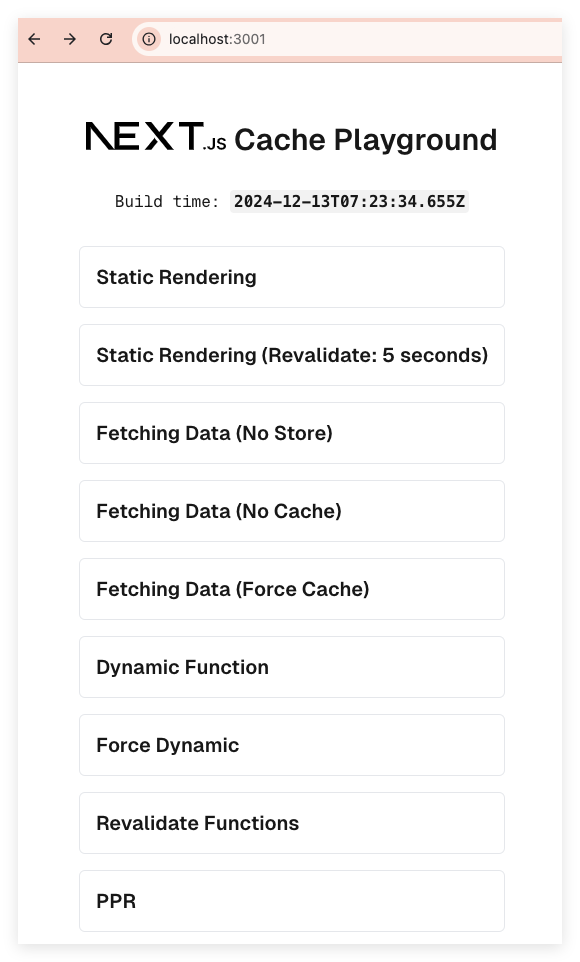 localhost:3001
NEXT.JS Cache Playground
Build time: 2024-12-13T07:23:34.655Z
Static Rendering
Static Rendering (Revalidate: 5 seconds)
Fetching Data (No Store)
Fetching Data (No Cache)
Fetching Data (Force Cache)
Dynamic Function
Force Dynamic
Revalidate Functions
PPR